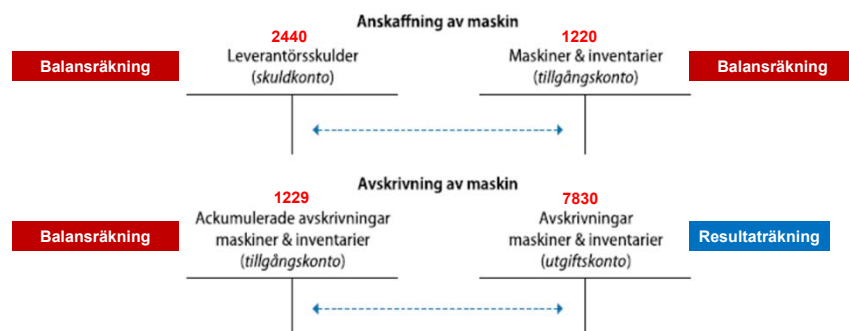 Anskaffning av maskin
2440
1220
Leverantörsskulder
Maskiner & inventarier
Balansräkning
Balansräkning
(skuldkonto)
(tillgångskonto)
Avskrivning av maskin
1229
7830
Ackumulerade avskrivningar
Avskrivningar
Balansräkning
maskiner & inventarier
maskiner & inventarier
Resultaträkning
(tillgångskonto)
(utgiftskonto)